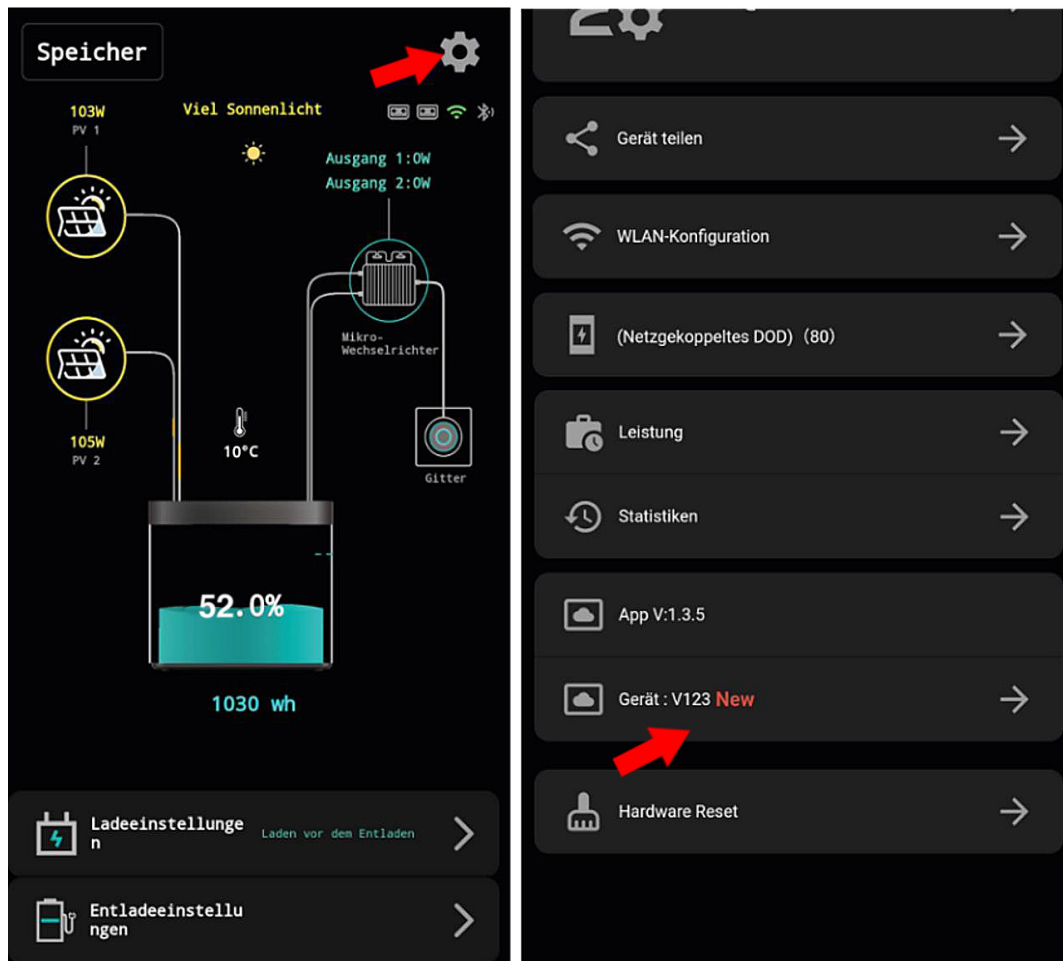 Speicher
103W
PV 1
Viel Sonnenlicht
Ausgang 1:0W
Ausgang 2:0W
Mikro-
Wechselrichter
105W
PV 2
10°C
Gitter
52.0%
1030 wh
Ladeeinstellunge
n
Laden vor dem Entladen
Entladeeinstellu
ngen
Gerät teilen
WLAN-Konfiguration
(Netzgekoppeltes DOD)（80）
Leistung
Statistiken
App V:1.3.5
Gerät : V123 New
Hardware Reset